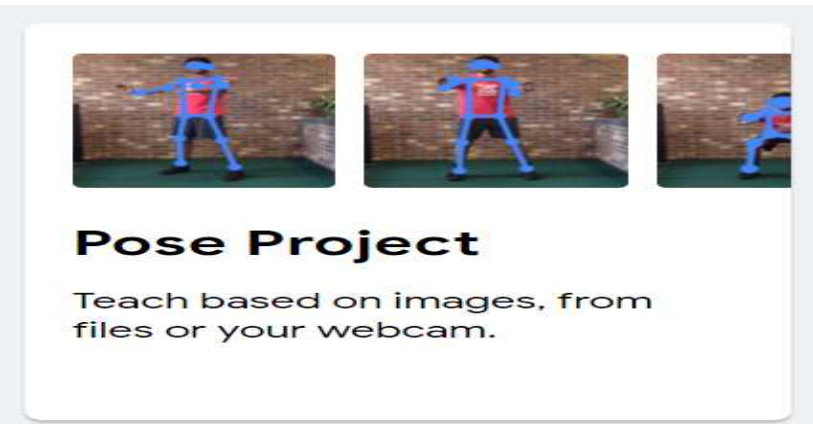 Pose Project
Teach based on images, from
files or your webcam.